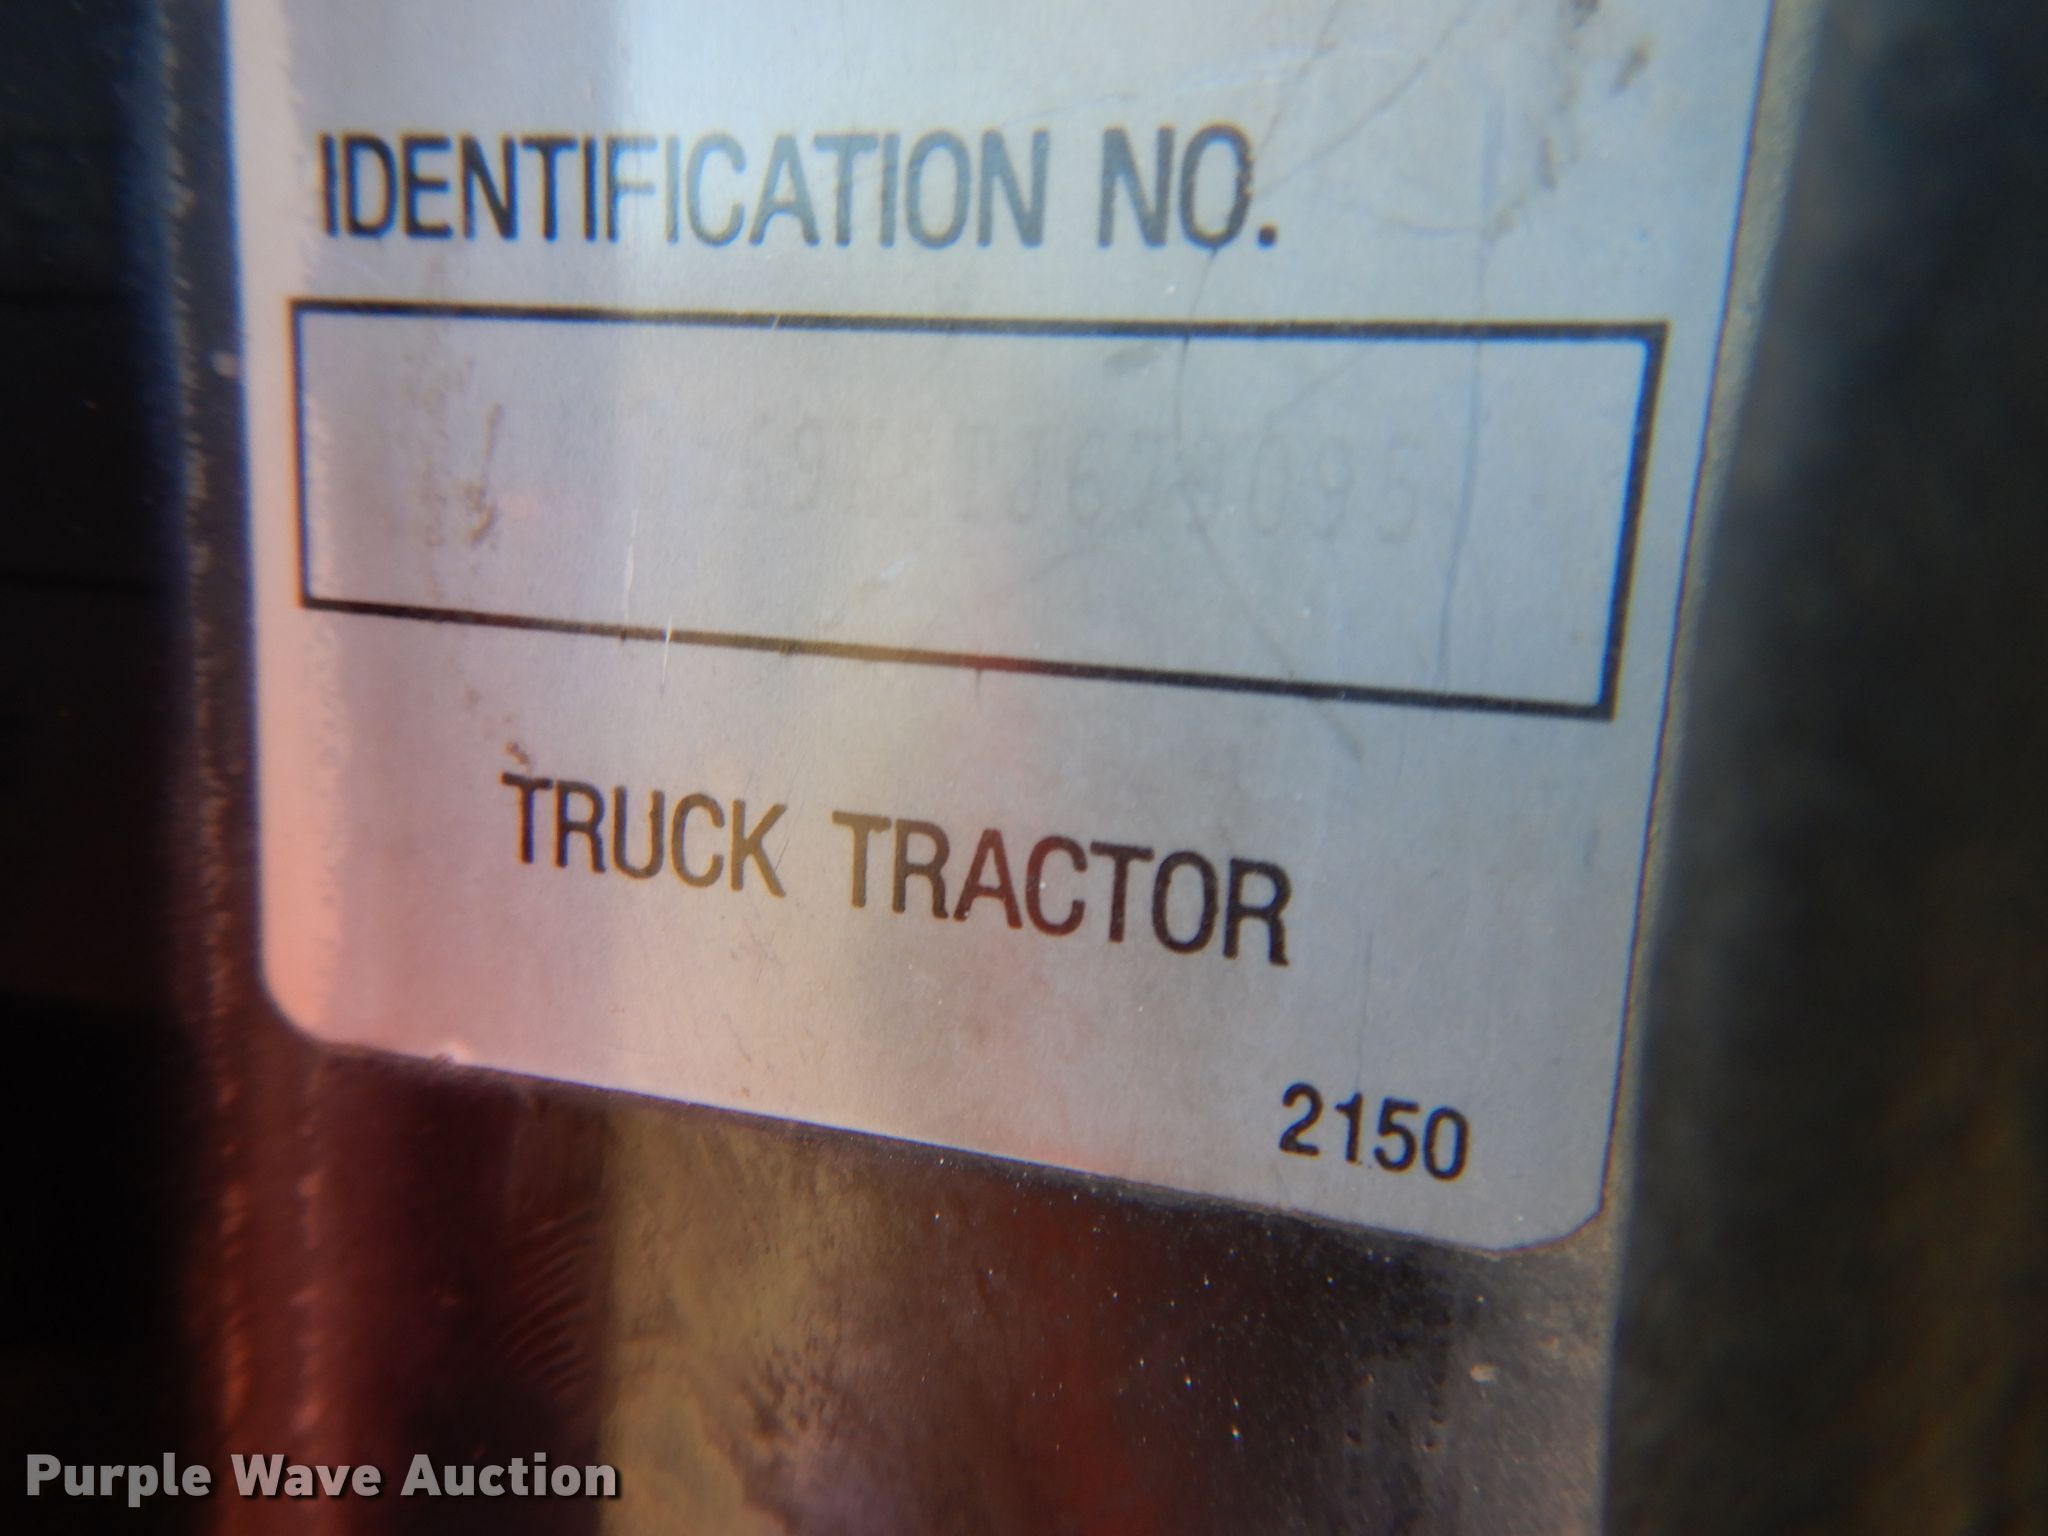 IDENTIFICATION NO.
TRUCK TRACTOR
2150
Purple Wave Auction